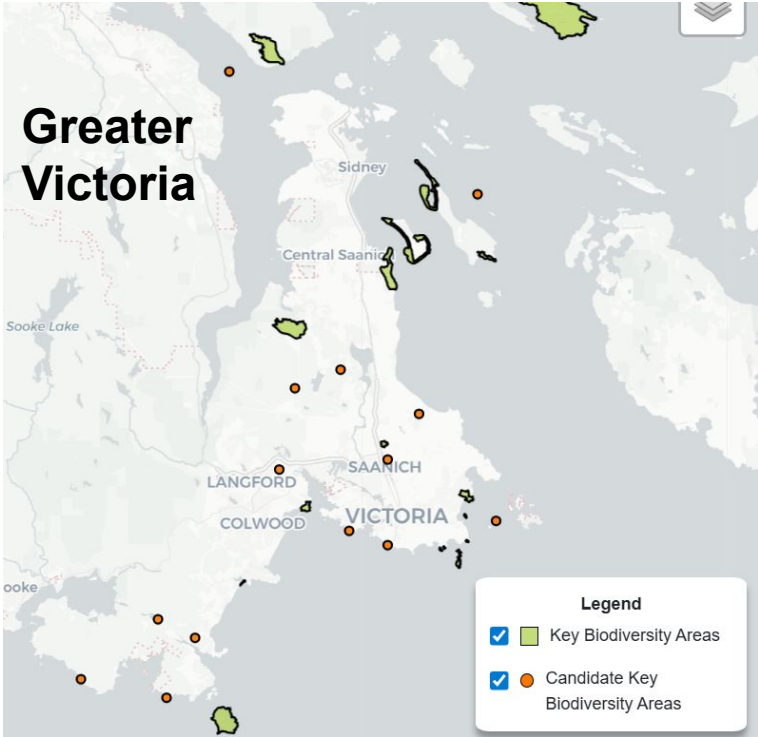 Greater
Victoria
Sidney
Central Saanic
Sooke Lake
SAANICH
LANGFORD
VICTORIA
COLWOOD
ooke
Legend
Key Biodiversity Areas
Candidate Key
Biodiversity Areas